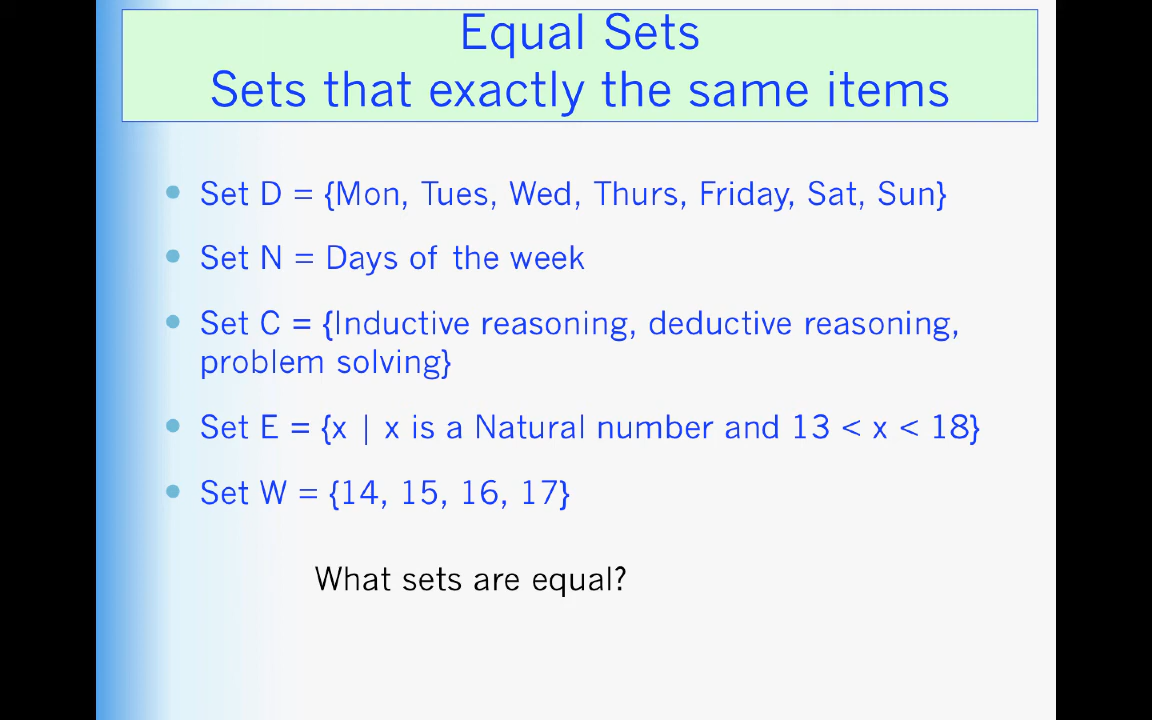 Equal Sets
Sets that exactly the same items
Set D = {Mon, Tues, Wed, Thurs, Friday, Sat, Sun}
Set N = Days of the week
Set C = {Inductive reasoning, deductive reasoning,
problem solving}
Set E = {x | x is a Natural number and 13 < x < 18}
Set W = {14, 15, 16, 17}
What sets are equal?